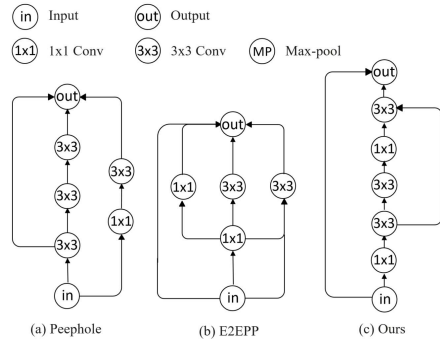 in Input out Output
1x1 1x1 Conv 3x3 3x3 Conv MP Max-pool
out
3x3
3x3
3x3
3x3
1x1
in
(a) Peephole
out
1x1 3x3 3x3
1x1
in
(b) E2EPP
out
3x3
1x1
3x3
3x3
1x1
in
(c) Ours